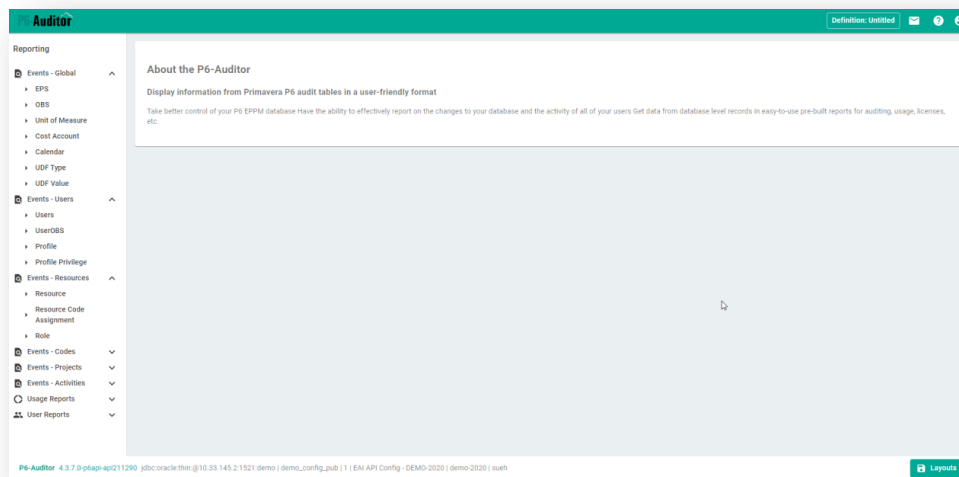 P6-Auditor
Definition: Untitled
Reporting
Events - Global
EPS
OBS
Unit of Measure
Cost Account
Calendar
UDF Type
UDF Value
Events - Users
Users
UserOBS
Profile
Profile Privilege
Events - Resources
Resource
Resource Code
Assignment
Role
Events - Codes
Events - Projects
Events - Activities
Usage Reports
User Reports
About the P6-Auditor
Display information from Primavera P6 audit tables in a user-friendly format
Take better control of your P6 EPPM database Have the ability to effectively report on the changes to your database and the activity of all of your users Get data from database level records in easy-to-use pre-built reports for auditing, usage, licenses,
etc.
P6-Auditor 4.3.7.0-p6api-api211290 jdbc:oracle:thin:@10.33.145.2:1521:demo | demo_config_pub | 1 | EAI API Config - DEMO-2020 | demo-2020 | sueh
Layouts